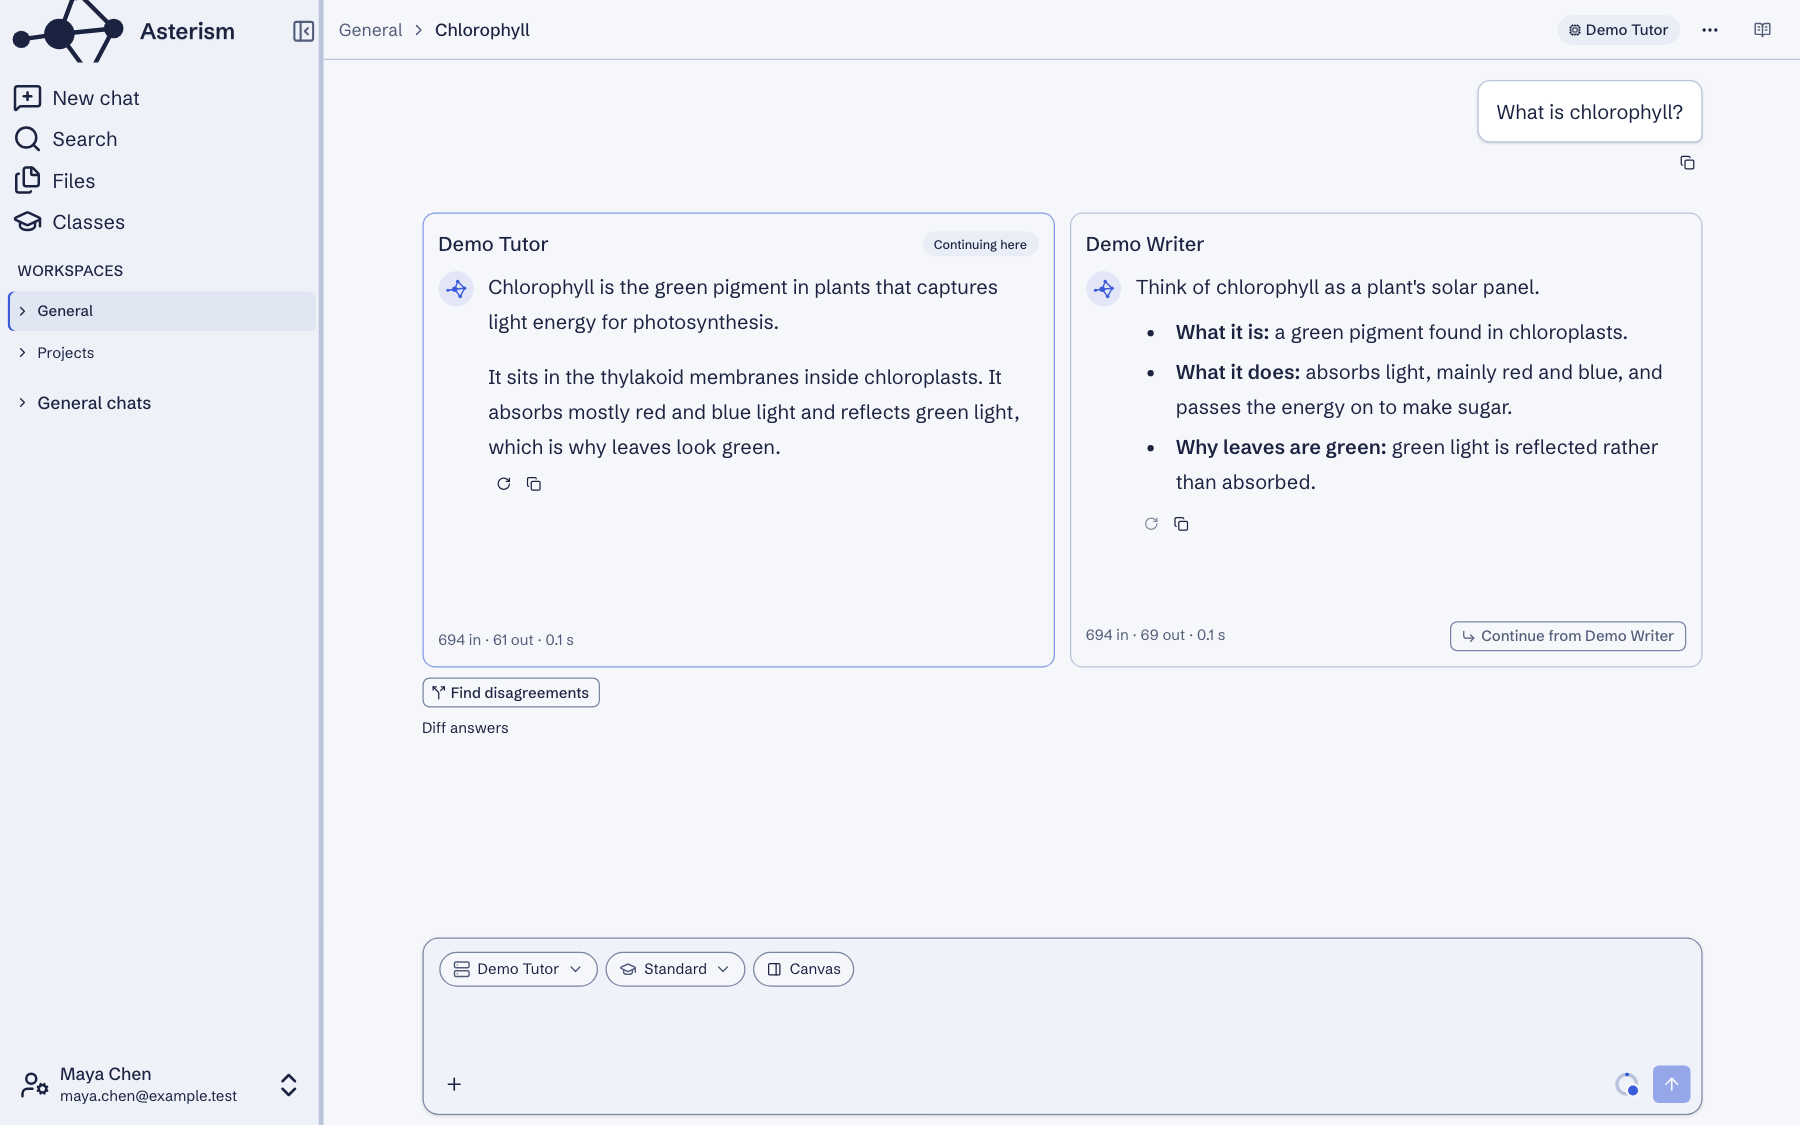 Asterism
New chat
Search
Files
Classes
WORKSPACES
General
Projects
General chats
Maya Chen
maya.chen@example.test
General > Chlorophyll
Demo Tutor
What is chlorophyll?
Demo Tutor
Continuing here
Chlorophyll is the green pigment in plants that captures
light energy for photosynthesis.
It sits in the thylakoid membranes inside chloroplasts. It
absorbs mostly red and blue light and reflects green light,
which is why leaves look green.
694 in · 61 out · 0.1 s
Demo Writer
Think of chlorophyll as a plant's solar panel.
• What it is: a green pigment found in chloroplasts.
• What it does: absorbs light, mainly red and blue, and
passes the energy on to make sugar.
• Why leaves are green: green light is reflected rather
than absorbed.
694 in · 69 out · 0.1 s
Continue from Demo Writer
Find disagreements
Diff answers
Demo Tutor
Standard
Canvas